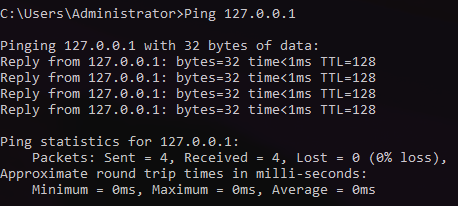 C:\Users\Administrator>Ping 127.0.0.1
Pinging 127.0.0.1 with 32 bytes of data:
Reply from 127.0.0.1: bytes=32 time<1ms TTL=128
Reply from 127.0.0.1: bytes=32 time<1ms TTL=128
Reply from 127.0.0.1: bytes=32 time<1ms TTL=128
Reply from 127.0.0.1: bytes=32 time<1ms TTL=128
Ping statistics for 127.0.0.1:
    Packets: Sent = 4, Received = 4, Lost = 0 (0% loss),
Approximate round trip times in milli-seconds:
    Minimum = 0ms, Maximum = 0ms, Average = 0ms